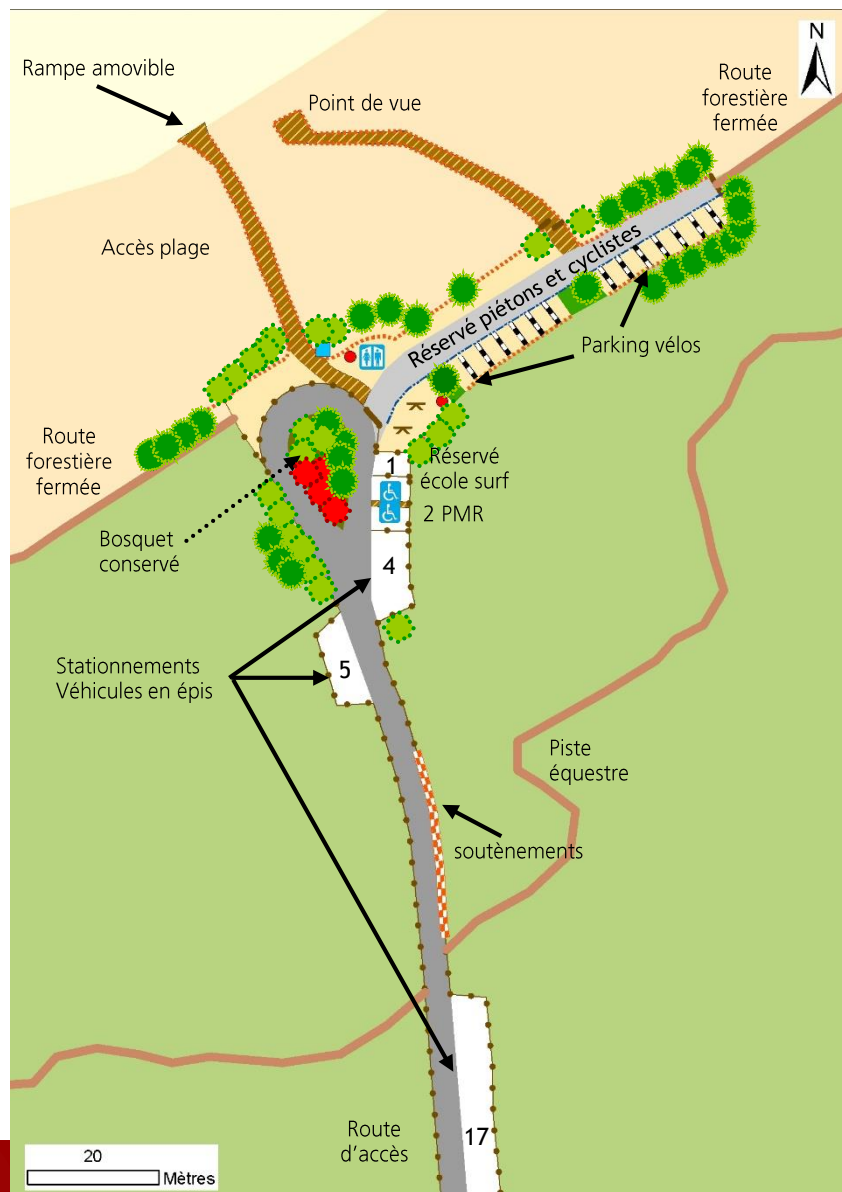 N
Rampe amovible
Point de vue
Route
forestière
fermée
Accès plage
Réservé piétons et cyclistes
Parking vélos
Route
forestière
fermée
1
Réservé
école surf
2 PMR
Bosquet
conservé
4
Stationnements
Véhicules en épis
5
Piste
équestre
soutènements
Route
d'accès
17
20
Mètres